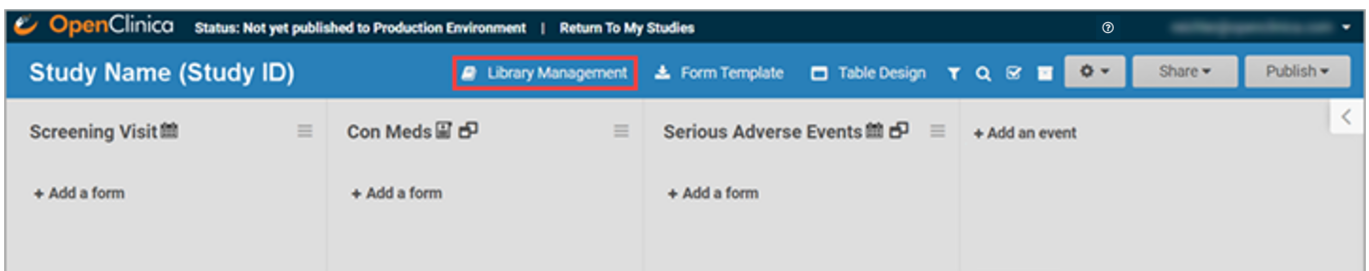 OpenClinica Status: Not yet published to Production Environment | Return To My Studies
Study Name (Study ID) Library Management Form Template Table Design Share Publish
Screening Visit Con Meds Serious Adverse Events + Add an event
+ Add a form + Add a form + Add a form